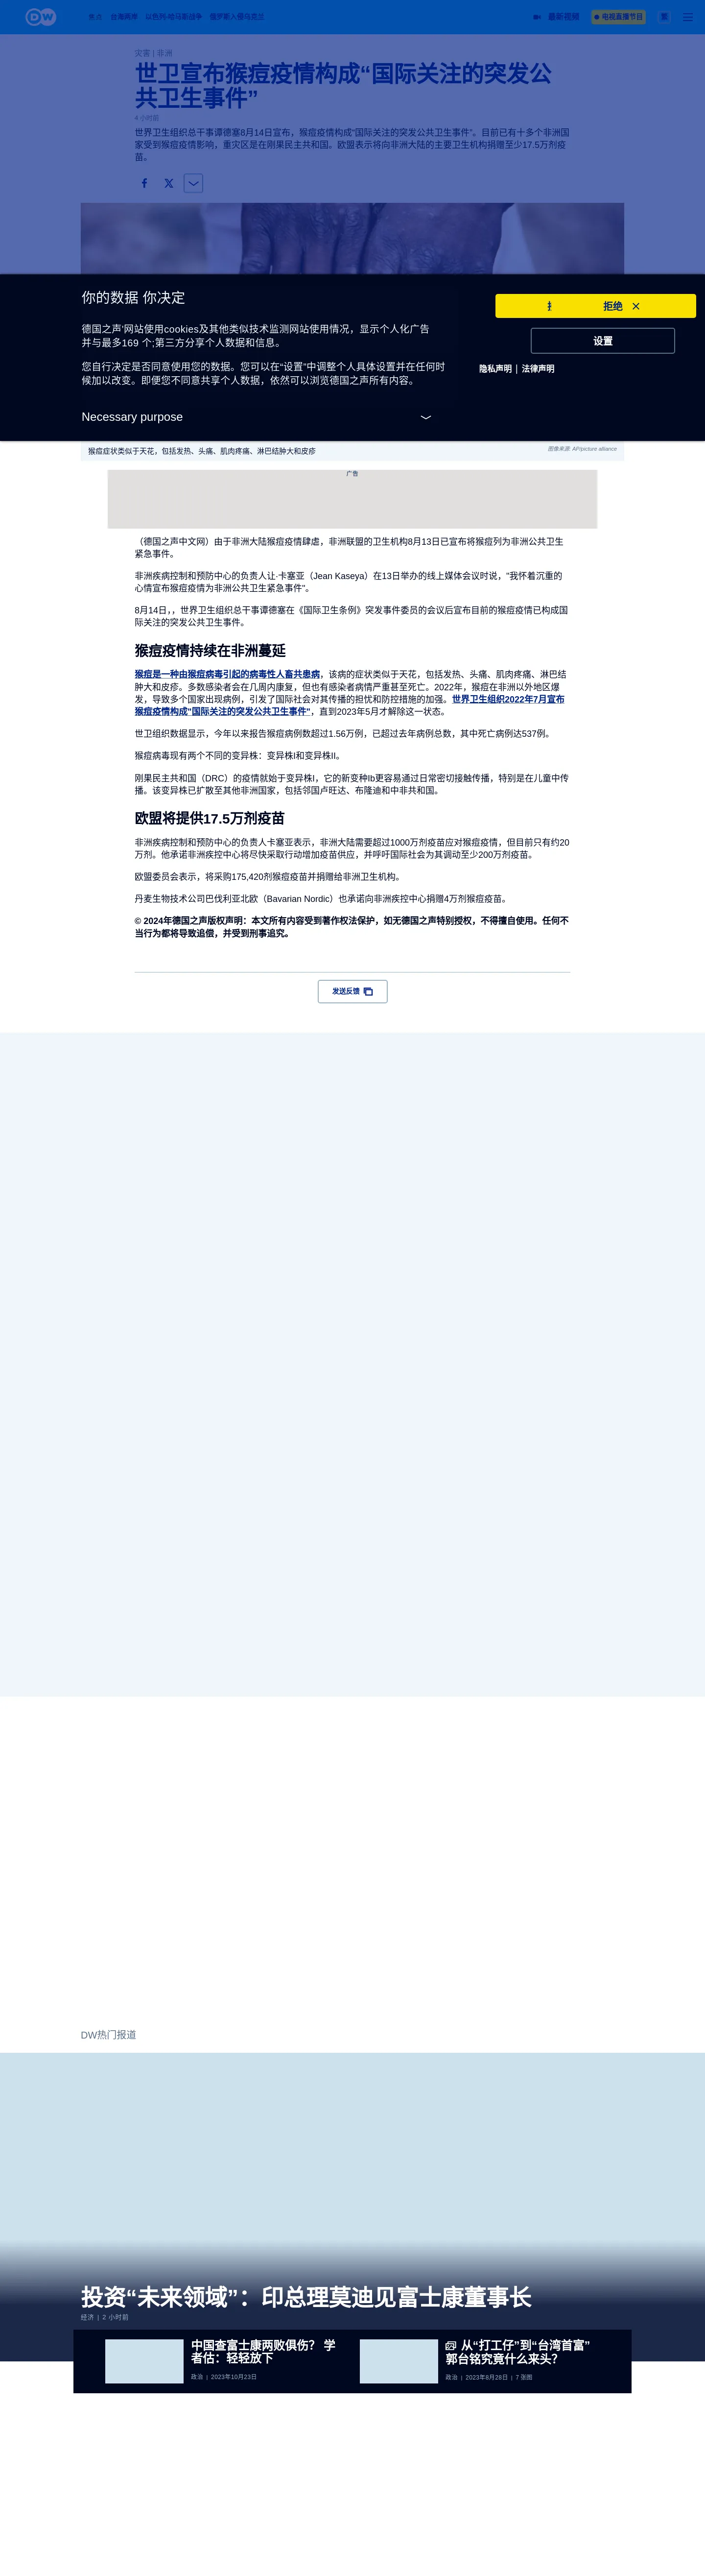 DW
焦点
台海两岸
以色列-哈马斯战争
俄罗斯入侵乌克兰
最新视频
电视直播节目
繁
灾害 | 非洲
世卫宣布猴痘疫情构成“国际关注的突发公
共卫生事件”
4 小时前
世界卫生组织总干事谭德塞8月14日宣布，猴痘疫情构成“国际关注的突发公共卫生事件”。目前已有十多个非洲国
家受到猴痘疫情影响，重灾区是在刚果民主共和国。欧盟表示将向非洲大陆的主要卫生机构捐赠至少17.5万剂疫
苗。
你的数据 你决定
德国之声'网站使用cookies及其他类似技术监测网站使用情况，显示个人化广告
并与最多169 个;第三方分享个人数据和信息。
您自行决定是否同意使用您的数据。您可以在“设置”中调整个人具体设置并在任何时
候加以改变。即便您不同意共享个人数据，依然可以浏览德国之声所有内容。
Necessary purpose
拒绝
设置
隐私声明 | 法律声明
猴痘症状类似于天花，包括发热、头痛、肌肉疼痛、淋巴结肿大和皮疹
图像来源: AP/picture alliance
广告
（德国之声中文网）由于非洲大陆猴痘疫情肆虐，非洲联盟的卫生机构8月13日已宣布将猴痘列为非洲公共卫生
紧急事件。
非洲疾病控制和预防中心的负责人让·卡塞亚（Jean Kaseya）在13日举办的线上媒体会议时说，"我怀着沉重的
心情宣布猴痘疫情为非洲公共卫生紧急事件"。
8月14日，，世界卫生组织总干事谭德塞在《国际卫生条例》突发事件委员的会议后宣布目前的猴痘疫情已构成国
际关注的突发公共卫生事件。
猴痘疫情持续在非洲蔓延
猴痘是一种由猴痘病毒引起的病毒性人畜共患病，该病的症状类似于天花，包括发热、头痛、肌肉疼痛、淋巴结
肿大和皮疹。多数感染者会在几周内康复，但也有感染者病情严重甚至死亡。2022年，猴痘在非洲以外地区爆
发，导致多个国家出现病例，引发了国际社会对其传播的担忧和防控措施的加强。世界卫生组织2022年7月宣布
猴痘疫情构成"国际关注的突发公共卫生事件"，直到2023年5月才解除这一状态。
世卫组织数据显示，今年以来报告猴痘病例数超过1.56万例，已超过去年病例总数，其中死亡病例达537例。
猴痘病毒现有两个不同的变异株：变异株I和变异株II。
刚果民主共和国（DRC）的疫情就始于变异株I，它的新变种Ib更容易通过日常密切接触传播，特别是在儿童中传
播。该变异株已扩散至其他非洲国家，包括邻国卢旺达、布隆迪和中非共和国。
欧盟将提供17.5万剂疫苗
非洲疾病控制和预防中心的负责人卡塞亚表示，非洲大陆需要超过1000万剂疫苗应对猴痘疫情，但目前只有约20
万剂。他承诺非洲疾控中心将尽快采取行动增加疫苗供应，并呼吁国际社会为其调动至少200万剂疫苗。
欧盟委员会表示，将采购175,420剂猴痘疫苗并捐赠给非洲卫生机构。
丹麦生物技术公司巴伐利亚北欧（Bavarian Nordic）也承诺向非洲疾控中心捐赠4万剂猴痘疫苗。
© 2024年德国之声版权声明：本文所有内容受到著作权法保护，如无德国之声特别授权，不得擅自使用。任何不
当行为都将导致追偿，并受到刑事追究。
发送反馈
DW热门报道
投资“未来领域”：印总理莫迪见富士康董事长
经济 | 2 小时前
中国查富士康两败俱伤？ 学
者估：轻轻放下
政治 | 2023年10月23日
从“打工仔”到“台湾首富”
郭台铭究竟什么来头？
政治 | 2023年8月28日 | 7 张图